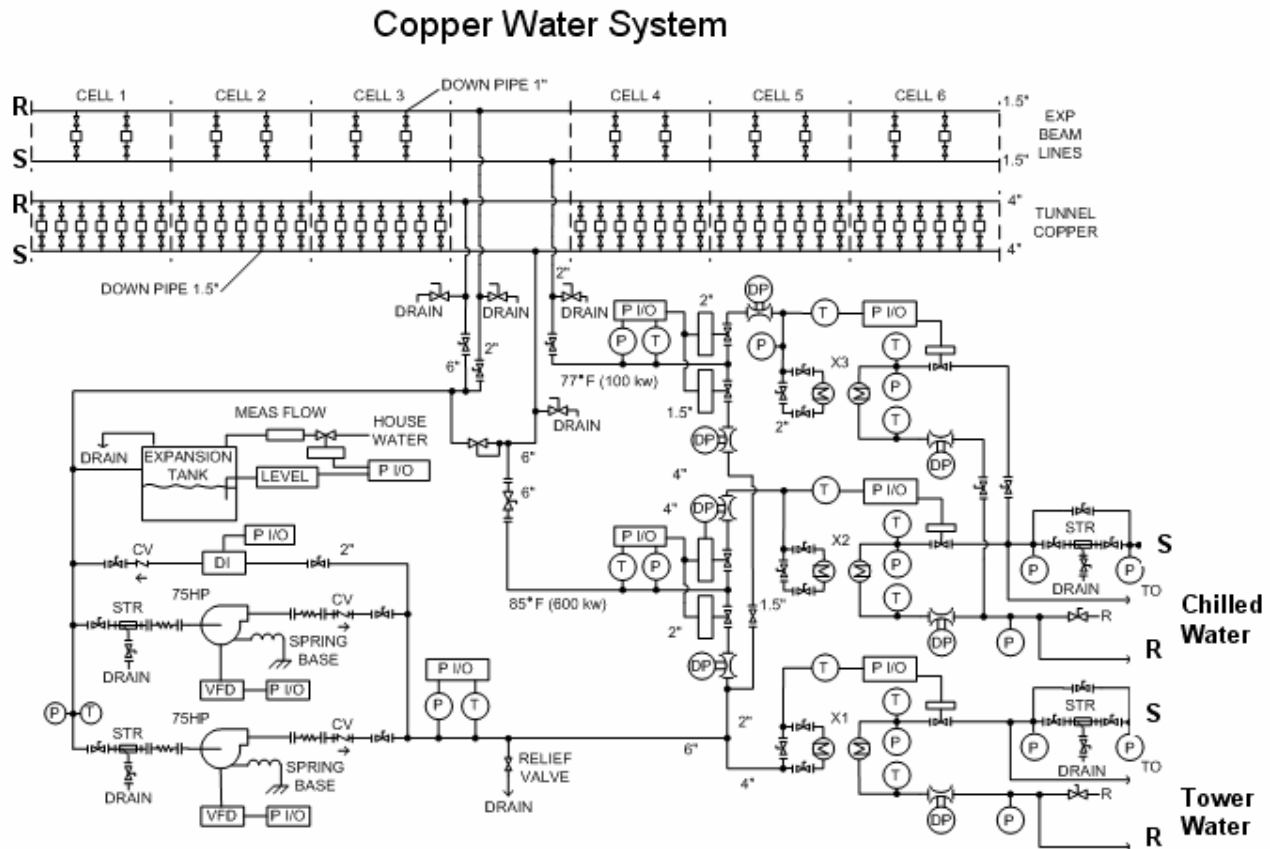 Copper Water System
DOWN PIPE 1"
R CELL 1 CELL 2 CELL 3 CELL 4 CELL 5 CELL 6 1.5"
EXP
BEAM
LINES
S 1.5"
R 4"
TUNNEL
COPPER
S 4"
DOWN PIPE 1.5"
DRAIN DRAIN 2" DRAIN
6" 2"
P I/O 2" DP T P I/O
P T P T
77°F (100 kw) X3 M M P
1.5" 2" T
MEAS FLOW HOUSE
WATER
DRAIN EXPANSION
TANK
LEVEL P I/O
DRAIN
6"
6"
DP 4" DP
4" DP T P I/O
P I/O T P T
X2 M M P
T
85°F (600 kw) 2" 1.5"
DP DP P
STR
P DRAIN P
S
TO
Chilled
Water
R
R
CV P I/O
DI 2"
75HP
STR CV
SPRING
BASE
DRAIN
VFD P I/O
P T
75HP
STR CV
SPRING
BASE
DRAIN
VFD P I/O
P I/O
P T
RELIEF
VALVE
DRAIN
6" 2"
4"
T P I/O
T
X1 M M P
T
DP P
STR
P DRAIN P
S
TO
R
Tower
Water
R